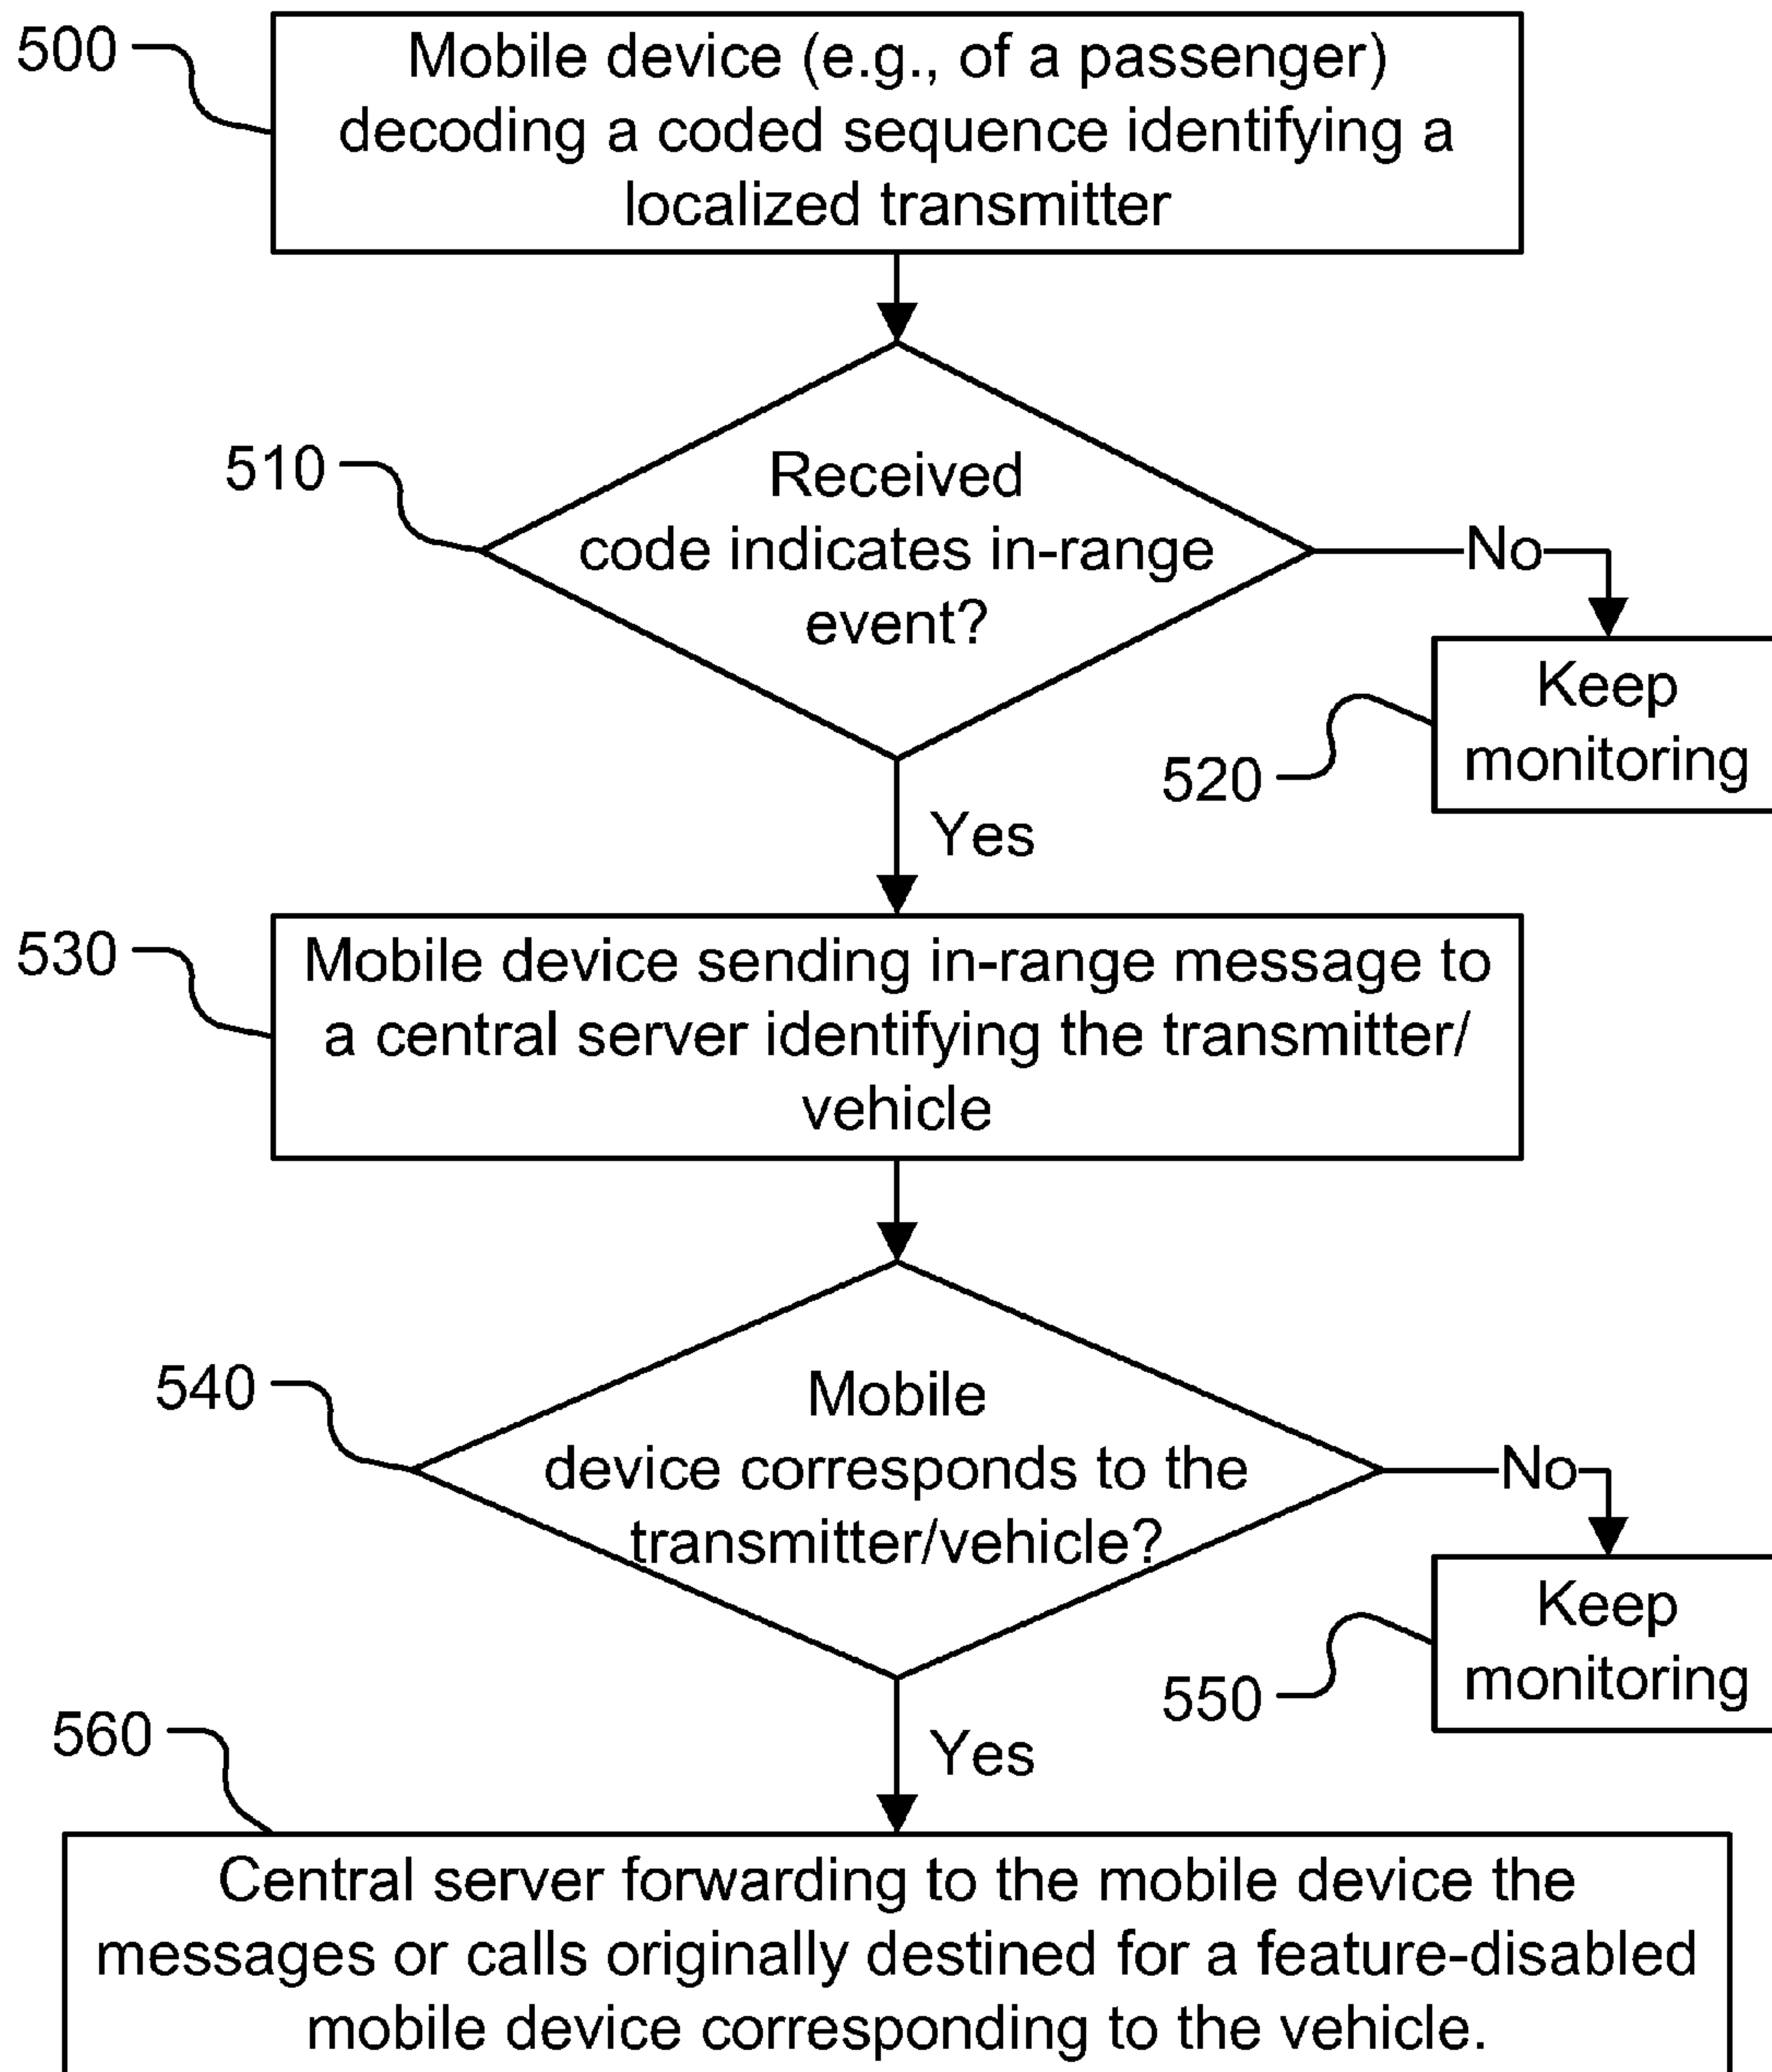 500
Mobile device (e.g., of a passenger)
decoding a coded sequence identifying a
localized transmitter
510
Received
code indicates in-range
event?
No
Keep
monitoring
520
Yes
530
Mobile device sending in-range message to
a central server identifying the transmitter/
vehicle
540
Mobile
device corresponds to the
transmitter/vehicle?
No
Keep
monitoring
550
Yes
560
Central server forwarding to the mobile device the
messages or calls originally destined for a feature-disabled
mobile device corresponding to the vehicle.